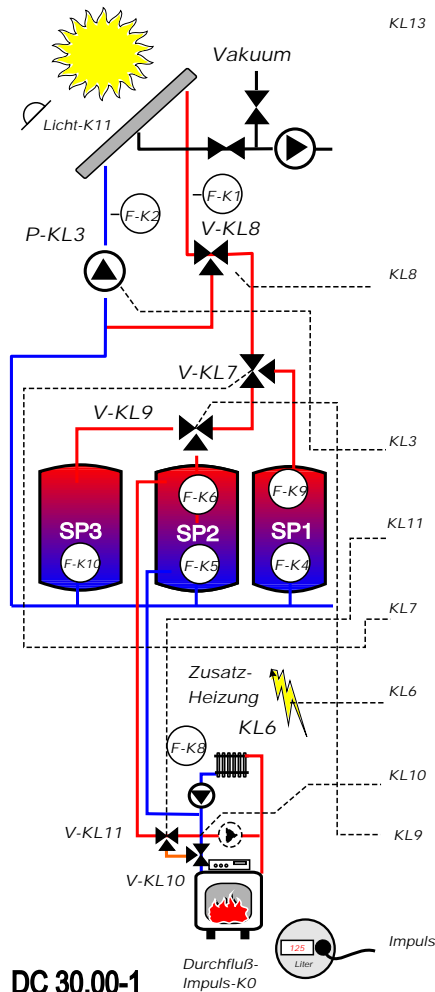 KL13
Vakuum
Licht-K11
F-K1
F-K2
P-KL3
V-KL8
KL8
V-KL7
V-KL9
KL3
KL11
F-K6
F-K9
SP3
SP2
SP1
F-K10
F-K5
F-K4
KL7
Zusatz-
Heizung
KL6
KL6
F-K8
KL10
V-KL11
KL9
V-KL10
125
Liter
Impuls
Durchfluß-
Impuls-K0
DC 30.00-1